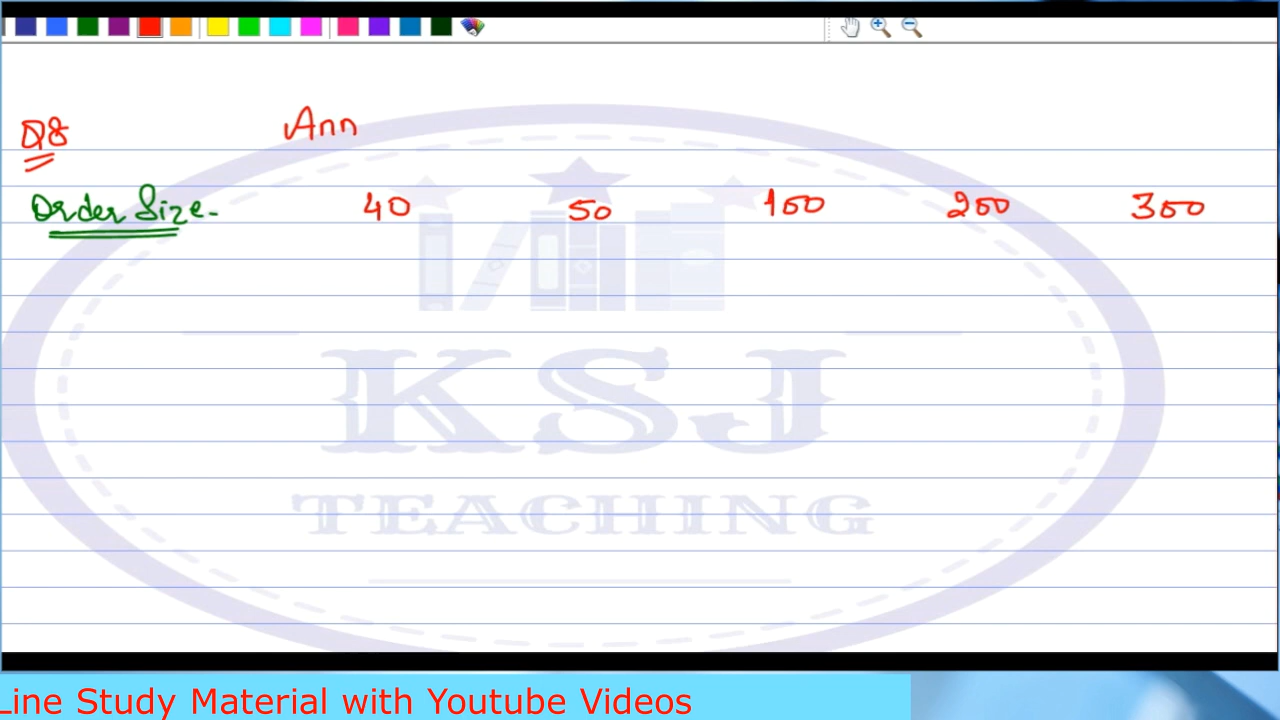 Q8 Ann
Order Size- 40 50 100 200 300
KSJ
TEACHING
Line Study Material with Youtube Videos